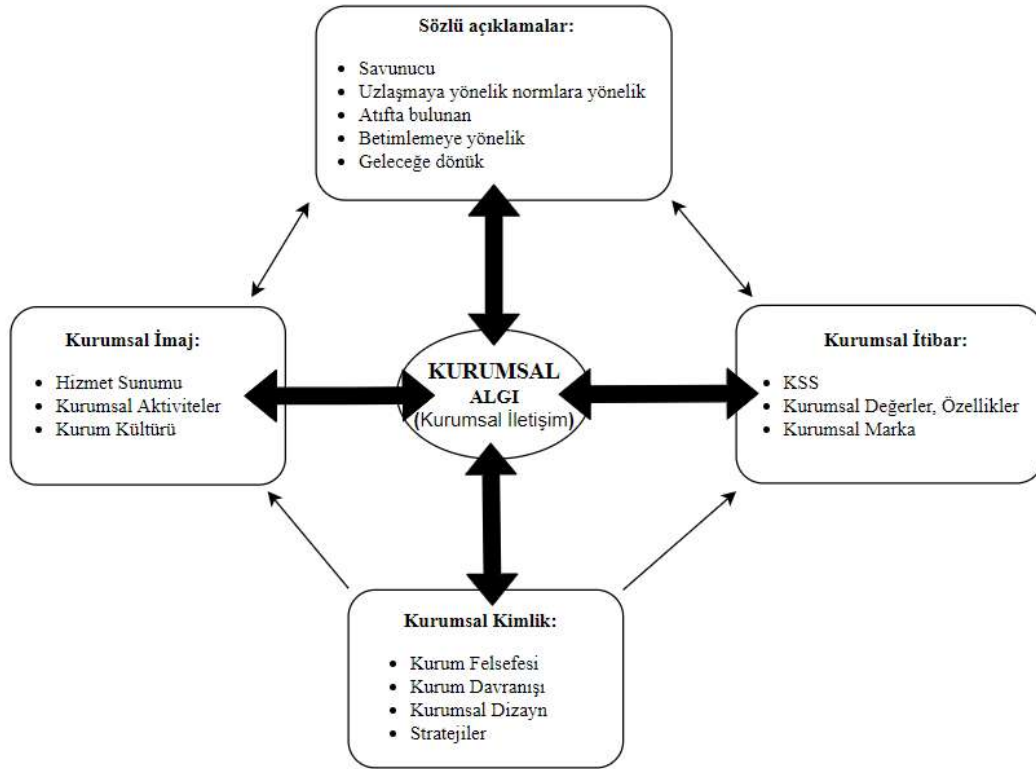 Sözlü açıklamalar:
Savunucu
Uzlaşmaya yönelik normlara yönelik
Atıfta bulunan
Betimlemeye yönelik
Geleceğe dönük
Kurumsal İmaj:
Hizmet Sunumu
Kurumsal Aktiviteler
Kurum Kültürü
KURUMSAL
ALGI
(Kurumsal İletişim)
Kurumsal İtibar:
KSS
Kurumsal Değerler, Özellikler
Kurumsal Marka
Kurumsal Kimlik:
Kurum Felsefesi
Kurum Davranışı
Kurumsal Dizayn
Stratejiler